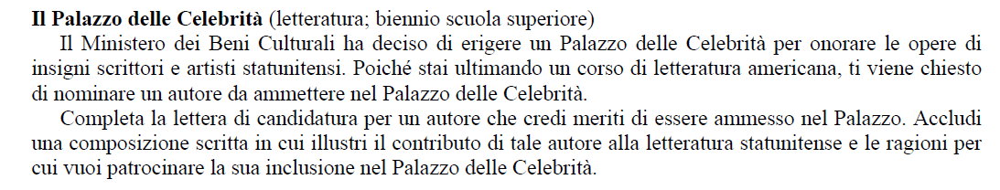 Il Palazzo delle Celebrità (letteratura; biennio scuola superiore)
Il Ministero dei Beni Culturali ha deciso di erigere un Palazzo delle Celebrità per onorare le opere di
insigni scrittori e artisti statunitensi. Poiché stai ultimando un corso di letteratura americana, ti viene chiesto
di nominare un autore da ammettere nel Palazzo delle Celebrità.
Completa la lettera di candidatura per un autore che credi meriti di essere ammesso nel Palazzo. Accludi
una composizione scritta in cui illustri il contributo di tale autore alla letteratura statunitense e le ragioni per
cui vuoi patrocinare la sua inclusione nel Palazzo delle Celebrità.